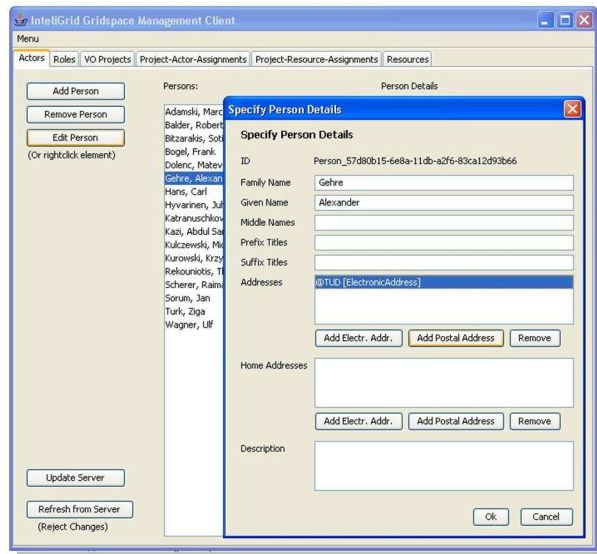 InteliGrid Gridspace Management Client
Menu
Actors Roles VO Projects Project-Actor-Assignments Project-Resource-Assignments Resources
Add Person
Remove Person
Edit Person
(Or rightclick element)
Update Server
Refresh from Server
(Reject Changes)
Persons:
Adamski, Marc
Balder, Robert
Bitzarakis, Soti
Bogel, Frank
Dolenc, Matev
Gehre, Alexan
Hans, Carl
Hyvarinen, Juh
Katranuschkov
Kazi, Abdul Sa
Kulczewski, Mic
Kurowski, Krzy
Rekouniotis, T
Scherer, Raima
Sorum, Jan
Turk, Ziga
Wagner, Ulf
Person Details
Specify Person Details
Specify Person Details
ID Person_57d80b15-6e8a-11db-a2f6-83ca12d93b66
Family Name Gehre
Given Name Alexander
Middle Names
Prefix Titles
Suffix Titles
Addresses @TUD [ElectronicAddress]
Add Electr. Addr. Add Postal Address Remove
Home Addresses
Add Electr. Addr. Add Postal Address Remove
Description
Ok Cancel